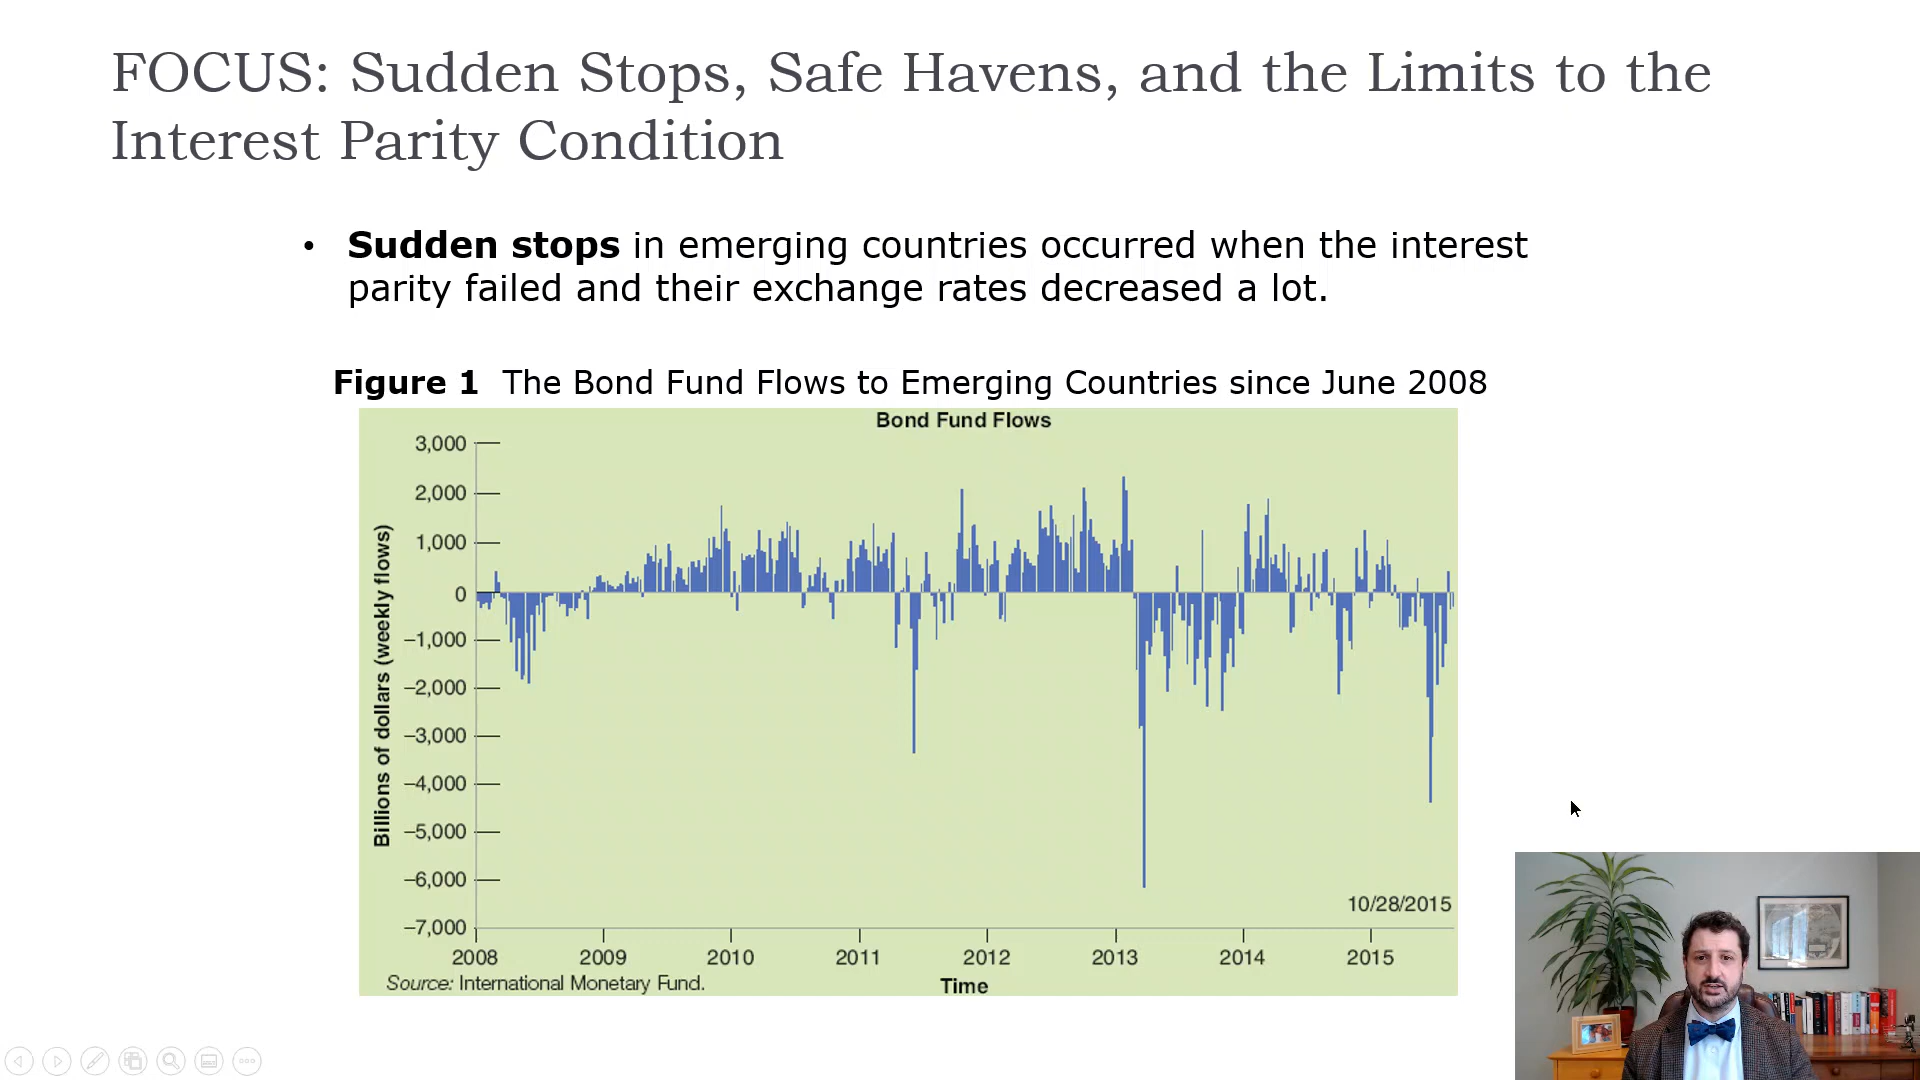 FOCUS: Sudden Stops, Safe Havens, and the Limits to the
Interest Parity Condition
• Sudden stops in emerging countries occurred when the interest
parity failed and their exchange rates decreased a lot.
Figure 1 The Bond Fund Flows to Emerging Countries since June 2008
Bond Fund Flows
Billions of dollars (weekly flows)
3,000
2,000
1,000
0
–1,000
–2,000
–3,000
–4,000
–5,000
–6,000
–7,000
10/28/2015
2008 2009 2010 2011 2012 2013 2014 2015
Source: International Monetary Fund.
Time